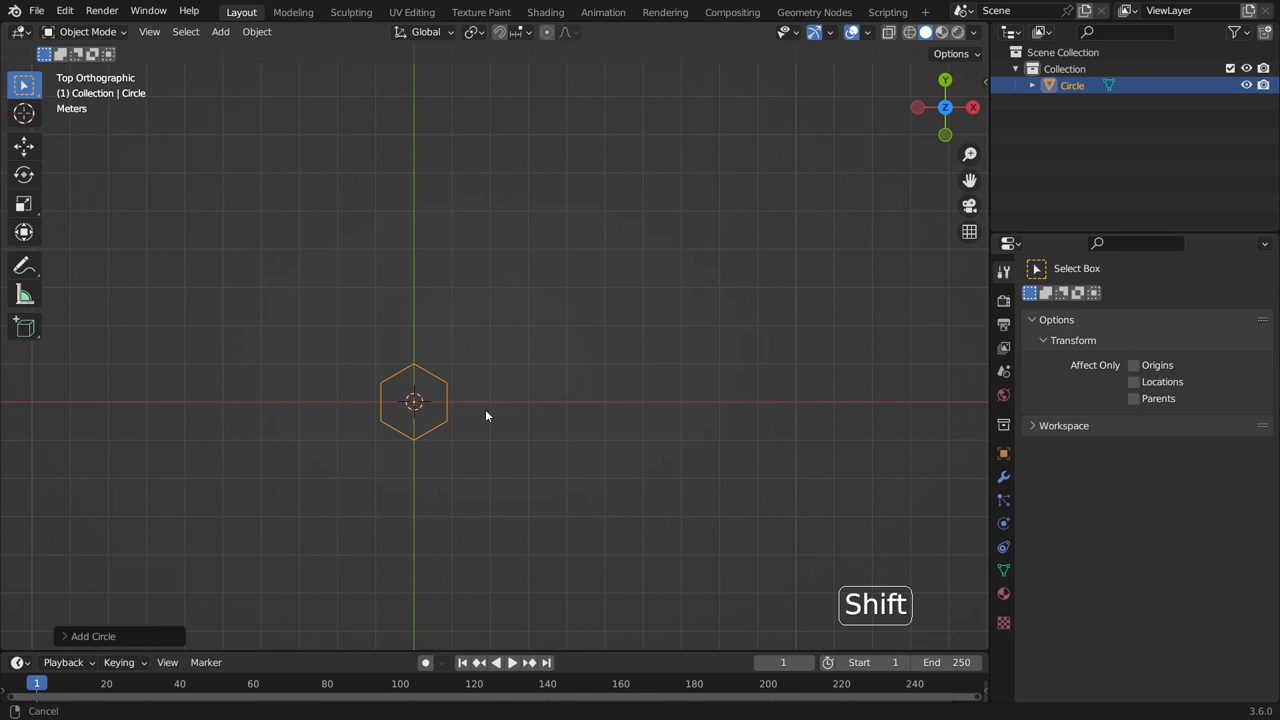 File Edit Render Window Help Layout Modeling Sculpting UV Editing Texture Paint Shading Animation Rendering Compositing Geometry Nodes Scripting Scene ViewLayer
Object Mode View Select Add Object Global
Options
Top Orthographic
(1) Collection | Circle
Meters
Y
Z
X
Scene Collection
Collection
Circle
Select Box
Options
Transform
Affect Only Origins
Locations
Parents
Workspace
Shift
Add Circle
Playback Keying View Marker 1 Start 1 End 250
1 20 40 60 80 100 120 140 160 180 200 220 240
Cancel 3.6.0